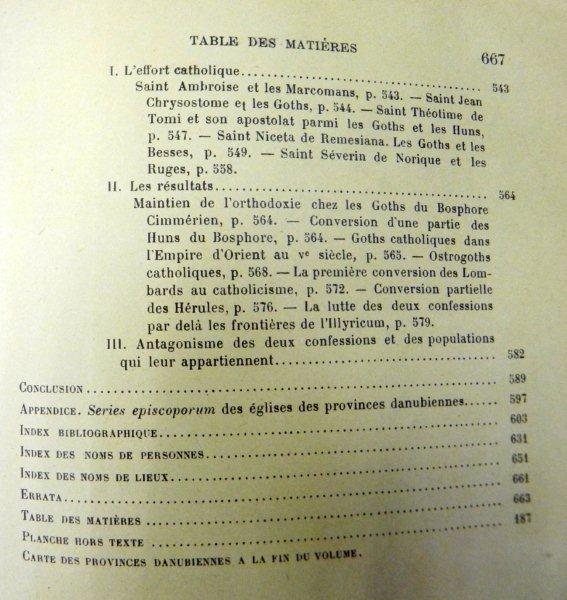 TABLE DES MATIÈRES 667
I. L'effort catholique........................................ 543
Saint Ambroise et les Marcomans, p. 543. — Saint Jean
Chrysostome et les Goths, p. 544. — Saint Théotime de
Tomi et son apostolat parmi les Goths et les Huns,
p. 547. — Saint Niceta de Remesiana. Les Goths et les
Besses, p. 549. — Saint Séverin de Norique et les
Ruges, p. 558.
II. Les résultats............................................ 564
Maintien de l'orthodoxie chez les Goths du Bosphore
Cimmérien, p. 564. — Conversion d'une partie des
Huns du Bosphore, p. 564. — Goths catholiques dans
l'Empire d'Orient au Ve siècle, p. 565. — Ostrogoths
catholiques, p. 568. — La première conversion des Lom-
bards au catholicisme, p. 572. — Conversion partielle
des Hérules, p. 576. — La lutte des deux confessions
par delà les frontières de l'Illyricum, p. 579.
III. Antagonisme des deux confessions et des populations
qui leur appartiennent................................... 582
CONCLUSION................................................ 589
APPENDICE. Series episcoporum des églises des provinces danubiennes...... 597
INDEX BIBLIOGRAPHIQUE..................................... 603
INDEX DES NOMS DE PERSONNES............................... 631
INDEX DES NOMS DE LIEUX................................... 651
ERRATA.................................................... 661
TABLE DES MATIÈRES........................................ 663
PLANCHE HORS TEXTE........................................ 187
CARTE DES PROVINCES DANUBIENNES A LA FIN DU VOLUME.